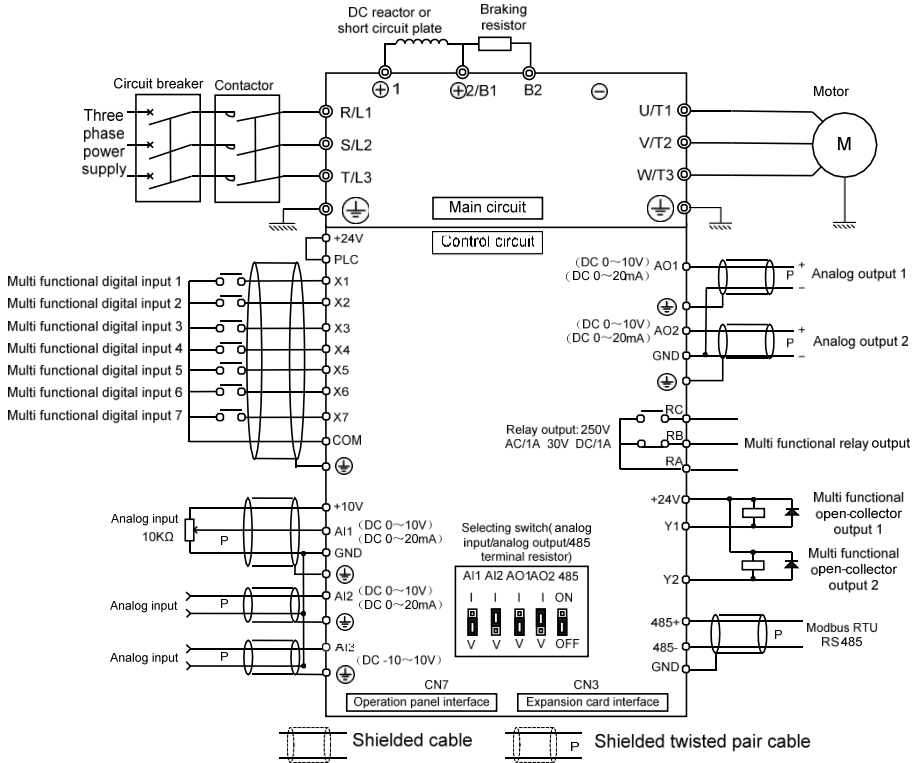 DC reactor or
short circuit plate
Braking
resistor
⊕1
⊕2/B1
B2
⊖
Circuit breaker
Contactor
Three
phase
power
supply
R/L1
S/L2
T/L3
U/T1
V/T2
W/T3
Motor
M
Main circuit
Control circuit
+24V
PLC
Multi functional digital input 1
X1
Multi functional digital input 2
X2
Multi functional digital input 3
X3
Multi functional digital input 4
X4
Multi functional digital input 5
X5
Multi functional digital input 6
X6
Multi functional digital input 7
X7
COM
(DC 0～10V)
(DC 0～20mA)
AO1
+
P
−
Analog output 1
(DC 0～10V)
(DC 0～20mA)
AO2
GND
+
P
−
Analog output 2
Relay output: 250V
AC/1A 30V DC/1A
RC
RB
RA
Multi functional relay output
Analog input
10KΩ
P
+10V
AI1
(DC 0～10V)
(DC 0～20mA)
GND
Analog input
P
AI2
(DC 0～10V)
(DC 0～20mA)
Analog input
P
AI3
(DC -10～10V)
Selecting switch( analog
input/analog output/485
terminal resistor)
AI1 AI2 AO1AO2 485
I I I I ON
V V V V OFF
+24V
Y1
Multi functional
open-collector
output 1
Y2
Multi functional
open-collector
output 2
485+
485-
GND
P
Modbus RTU
RS485
CN7
Operation panel interface
CN3
Expansion card interface
Shielded cable
P
Shielded twisted pair cable